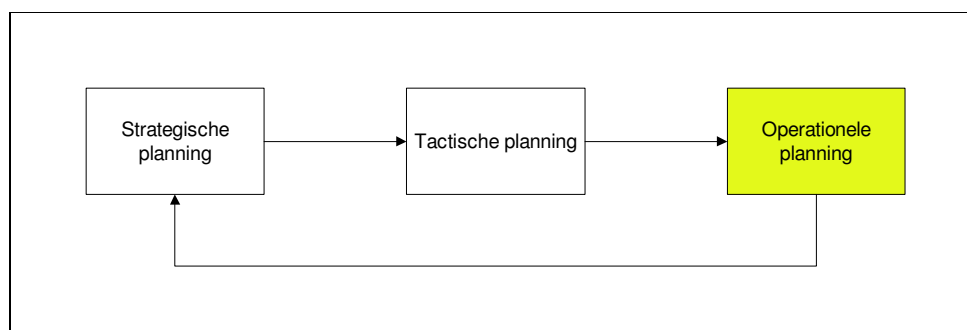 Strategische
planning
Tactische planning
Operationele
planning